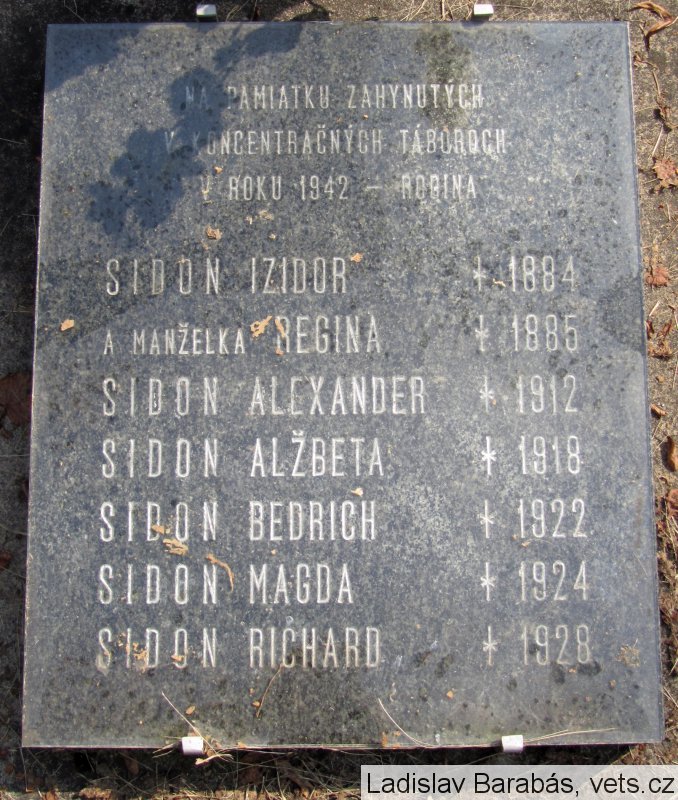 NA PAMIATKU ZAHYNUTÝCH
V KONCENTRAČNÝCH TÁBOROCH
V ROKU 1942 – RODINA
SIDON IZIDOR * 1884
A MANŽELKA REGINA * 1885
SIDON ALEXANDER * 1912
SIDON ALŽBETA * 1918
SIDON BEDRICH * 1922
SIDON MAGDA * 1924
SIDON RICHARD * 1928
Ladislav Barabás, vets.cz